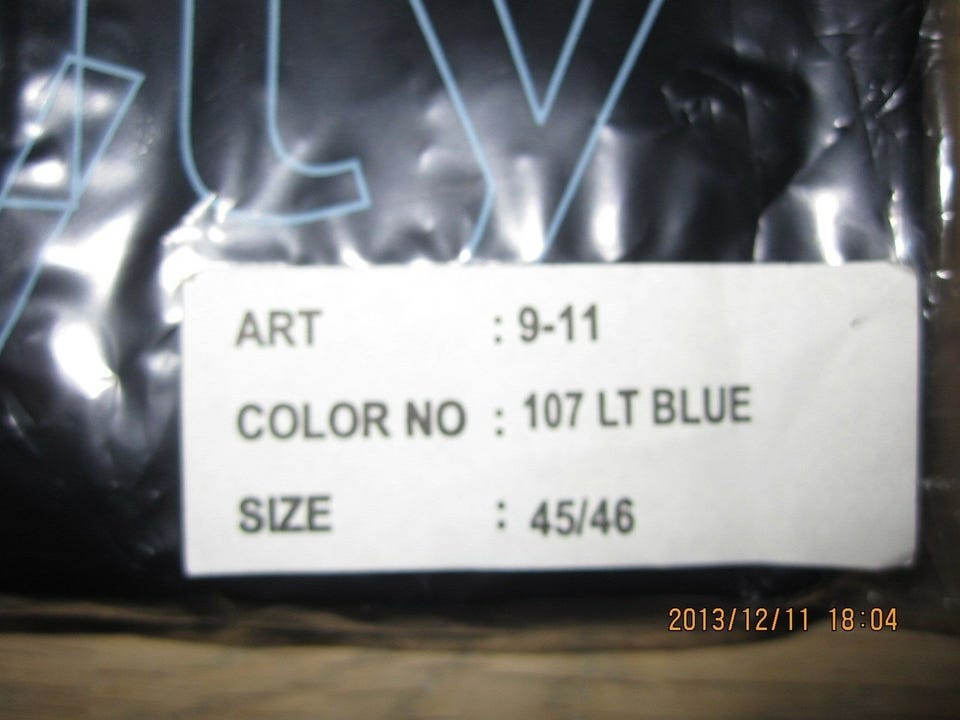 ART : 9-11
COLOR NO : 107 LT BLUE
SIZE : 45/46
2013/12/11 18:04